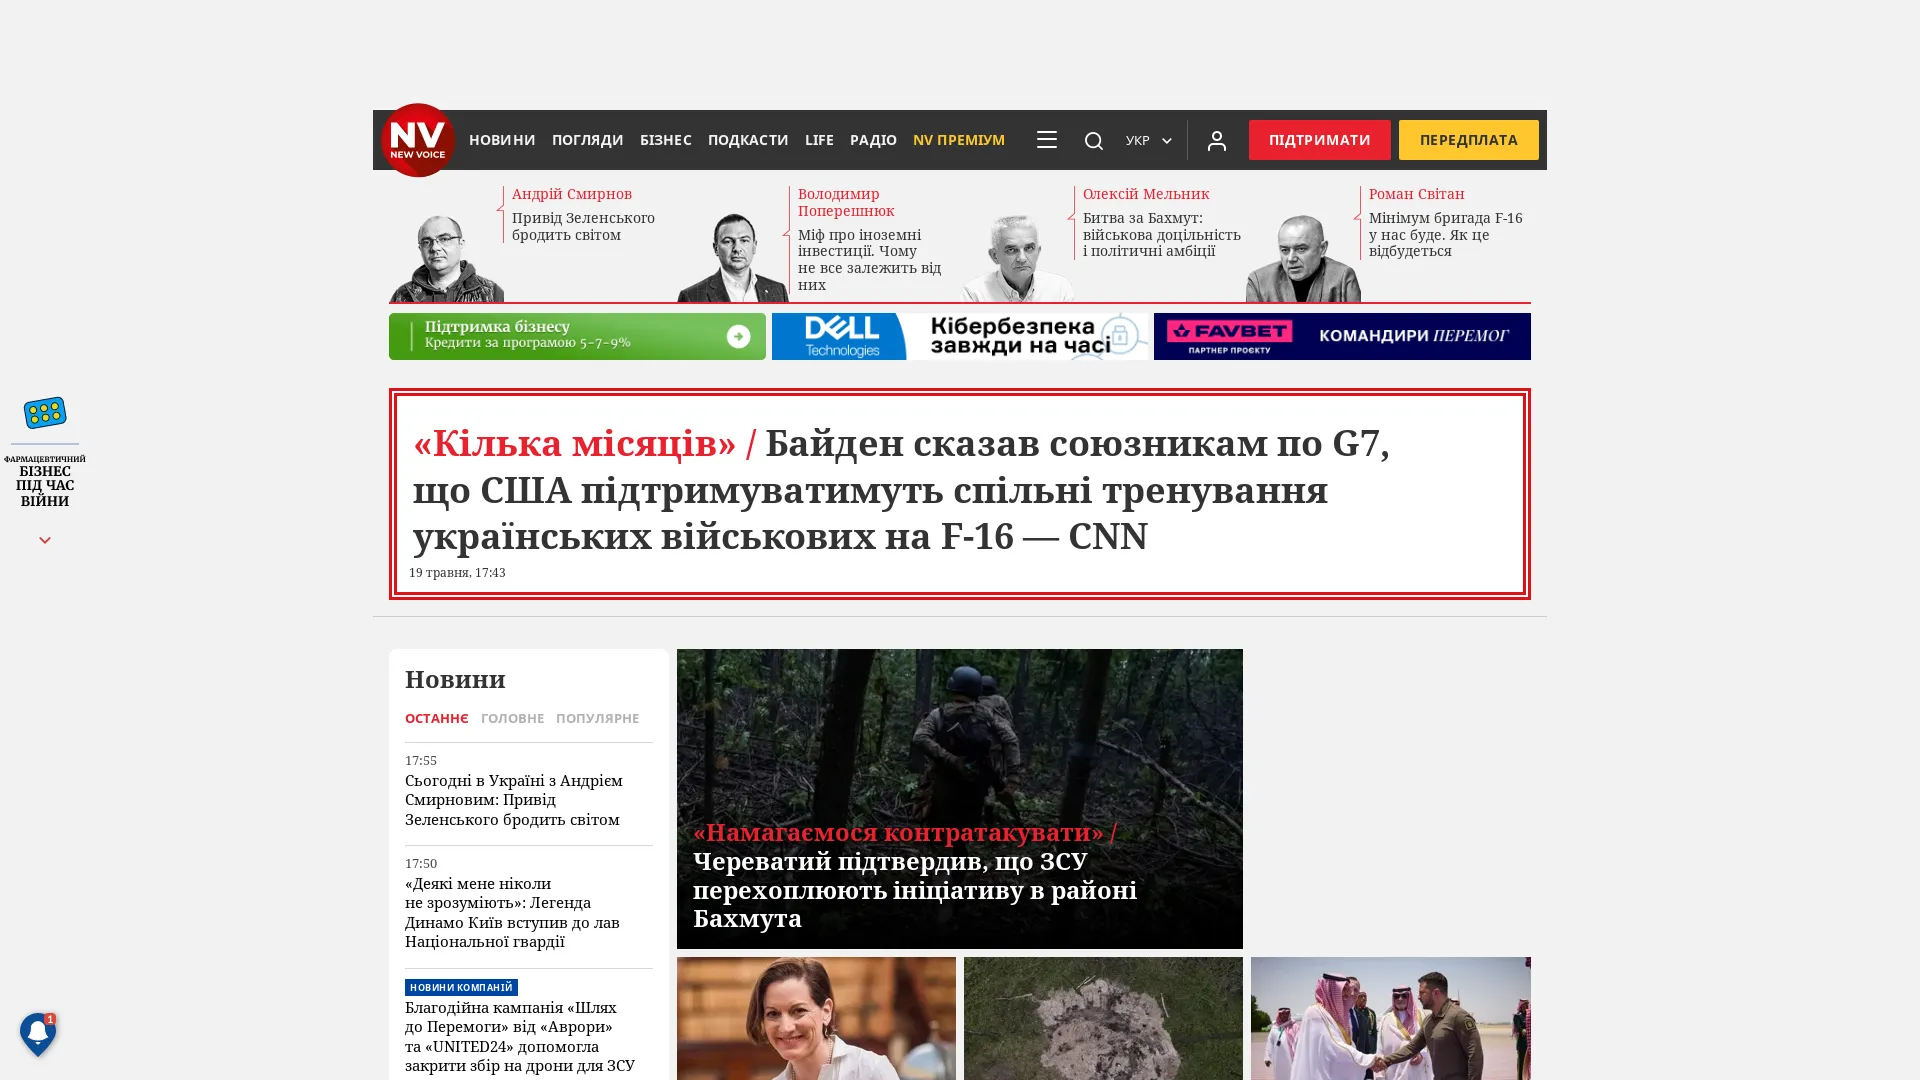 NV
NEW VOICE
НОВИНИ
ПОГЛЯДИ
БІЗНЕС
ПОДКАСТИ
LIFE
РАДІО
NV ПРЕМІУМ
УКР
ПІДТРИМАТИ
ПЕРЕДПЛАТА
Андрій Смирнов
Привід Зеленського
бродить світом
Володимир
Поперешнюк
Міф про іноземні
інвестиції. Чому
не все залежить від
них
Олексій Мельник
Битва за Бахмут:
військова доцільність
і політичні амбіції
Роман Світан
Мінімум бригада F-16
у нас буде. Як це
відбудеться
Підтримка бізнесу
Кредити за програмою 5-7-9%
DELL
Technologies
Кібербезпека
завжди на часі
FAVBET
ПАРТНЕР ПРОЄКТУ
КОМАНДИРИ ПЕРЕМОГ
ФАРМАЦЕВТИЧНИЙ
БІЗНЕС
ПІД ЧАС
ВІЙНИ
«Кілька місяців» / Байден сказав союзникам по G7,
що США підтримуватимуть спільні тренування
українських військових на F-16 — CNN
19 травня, 17:43
Новини
ОСТАННЄ
ГОЛОВНЕ
ПОПУЛЯРНЕ
17:55
Сьогодні в Україні з Андрієм
Смирновим: Привід
Зеленського бродить світом
17:50
«Деякі мене ніколи
не зрозуміють»: Легенда
Динамо Київ вступив до лав
Національної гвардії
НОВИНИ КОМПАНІЙ
Благодійна кампанія «Шлях
до Перемоги» від «Аврори»
та «UNITED24» допомогла
закрити збір на дрони для ЗСУ
«Намагаємося контратакувати» /
Череватий підтвердив, що ЗСУ
перехоплюють ініціативу в районі
Бахмута
1